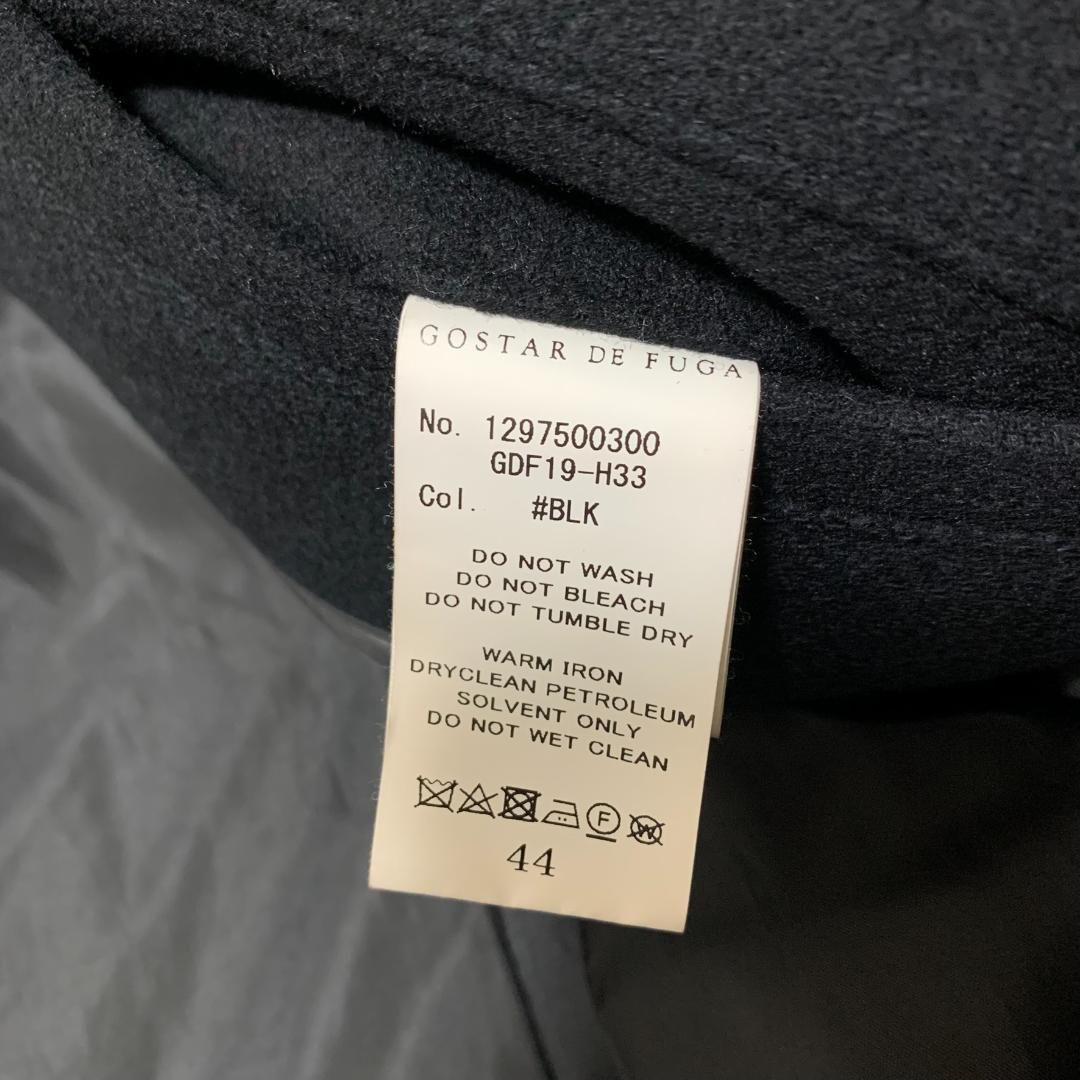 GOSTAR DE FUGA
No. 1297500300
GDF19-H33
Col. #BLK
DO NOT WASH
DO NOT BLEACH
DO NOT TUMBLE DRY
WARM IRON
DRYCLEAN PETROLEUM
SOLVENT ONLY
DO NOT WET CLEAN
F W
44